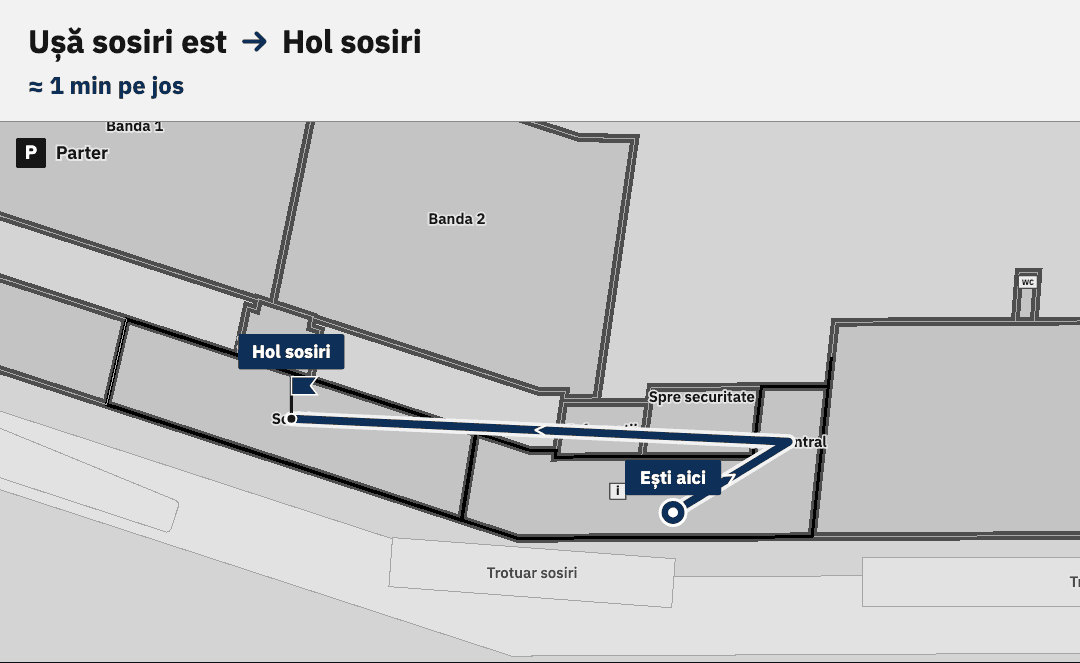 Ușă sosiri est → Hol sosiri
≈ 1 min pe jos
Banda 1
P Parter
Banda 2
wc
Hol sosiri
Spre securitate
i
Ești aici
Trotuar sosiri